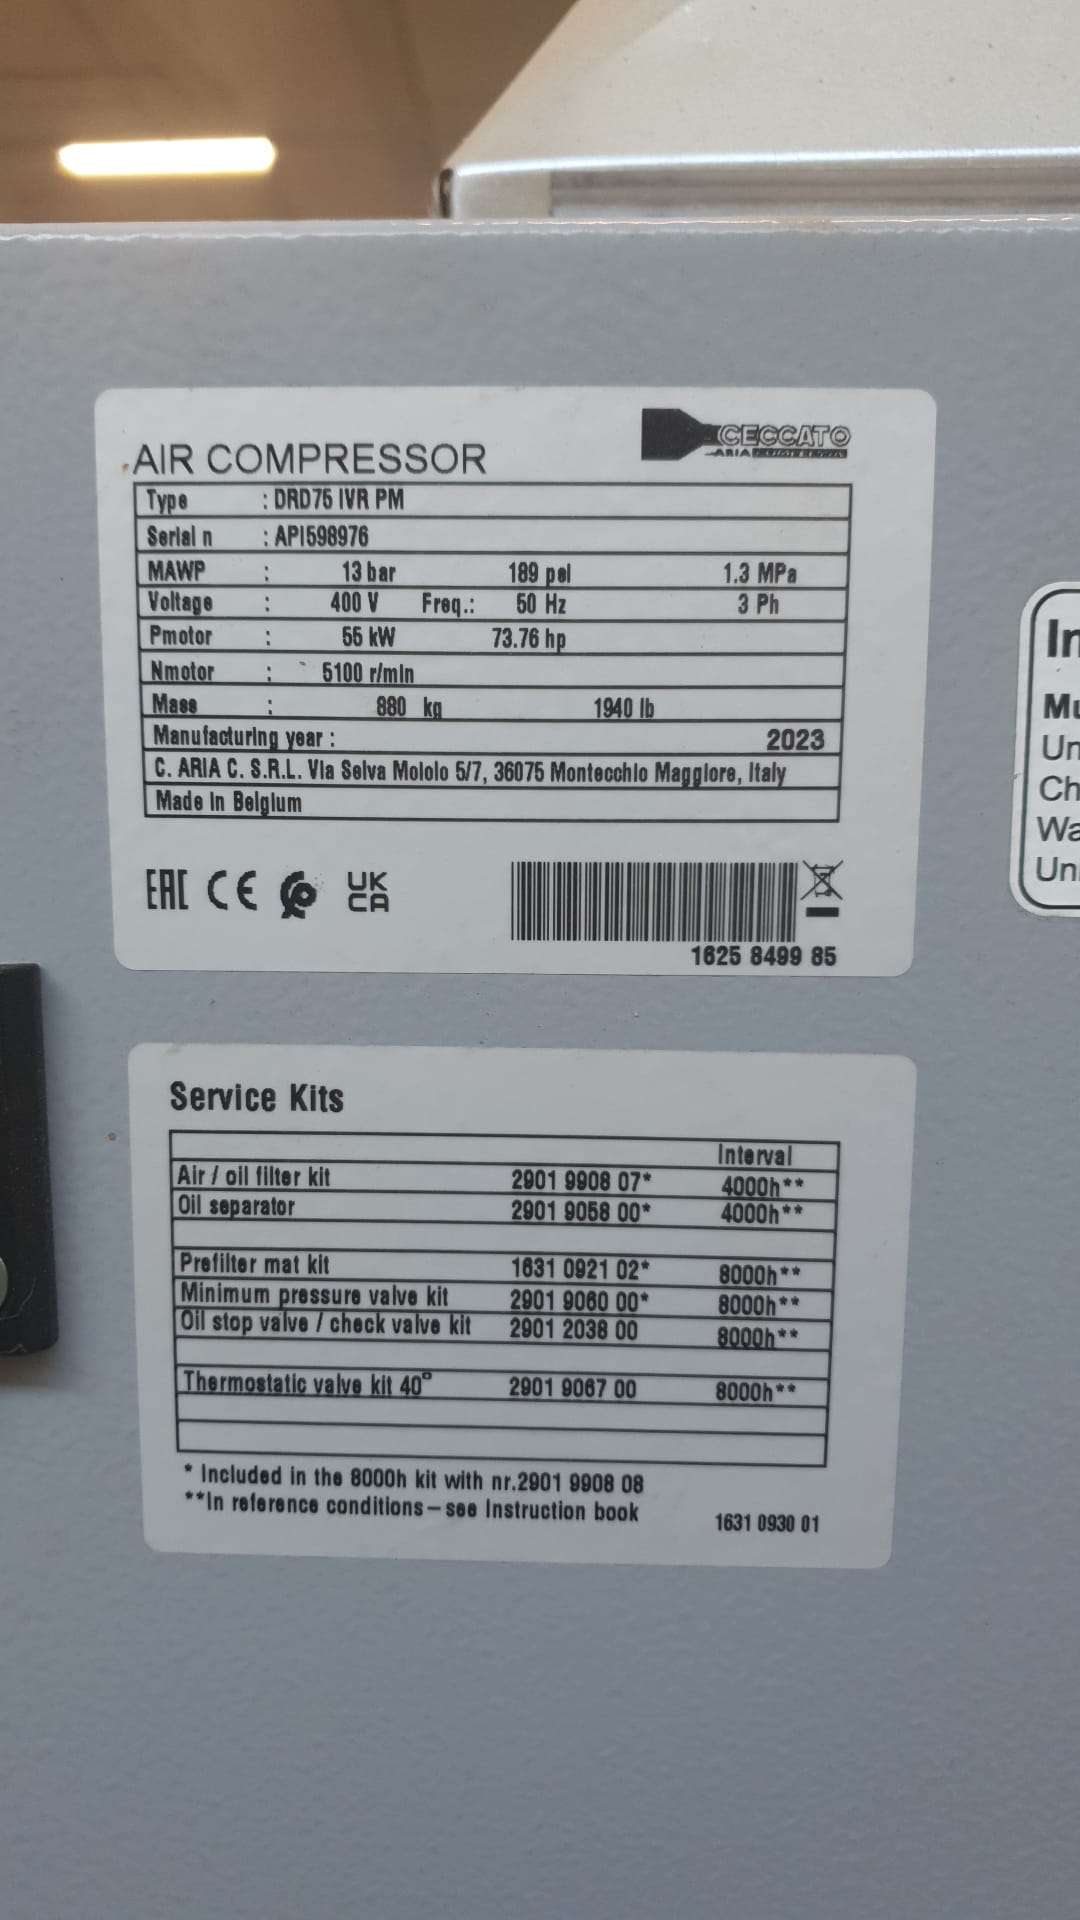 CECCATO
ARIA
AIR COMPRESSOR
Type : DRD75 IVR PM
Serial n : API598976
MAWP : 13 bar 189 psi 1.3 MPa
Voltage : 400 V Freq.: 50 Hz 3 Ph
Pmotor : 55 kW 73.76 hp
Nmotor : 5100 r/min
Mass : 880 kg 1940 lb
Manufacturing year : 2023
C. ARIA C. S.R.L. Via Selva Mololo 5/7, 36075 Montecchio Maggiore, Italy
Made In Belgium
EAC CE UK CA
1625 8499 85
In
Mu
Un
Ch
Wa
Un
Service Kits
Interval
Air / oil filter kit 2901 9908 07* 4000h**
Oil separator 2901 9058 00* 4000h**
Prefilter mat kit 1631 0921 02* 8000h**
Minimum pressure valve kit 2901 9060 00* 8000h**
Oil stop valve / check valve kit 2901 2038 00 8000h**
Thermostatic valve kit 40° 2901 9067 00 8000h**
* Included in the 8000h kit with nr.2901 9908 08
**In reference conditions – see Instruction book
1631 0930 01